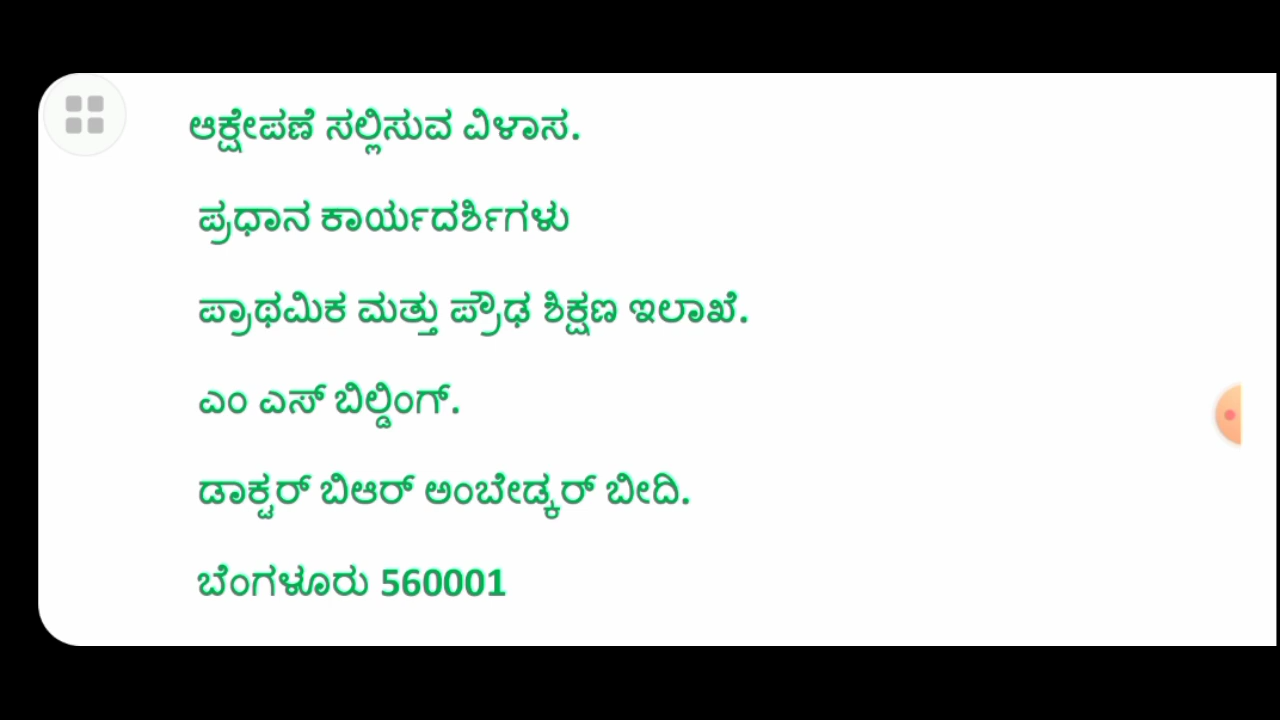 ಆಕ್ಷೇಪಣೆ ಸಲ್ಲಿಸುವ ವಿಳಾಸ.
ಪ್ರಧಾನ ಕಾರ್ಯದರ್ಶಿಗಳು
ಪ್ರಾಥಮಿಕ ಮತ್ತು ಪ್ರೌಢ ಶಿಕ್ಷಣ ಇಲಾಖೆ.
ಎಂ ಎಸ್ ಬಿಲ್ಡಿಂಗ್.
ಡಾಕ್ಟರ್ ಬಿಆರ್ ಅಂಬೇಡ್ಕರ್ ಬೀದಿ.
ಬೆಂಗಳೂರು 560001